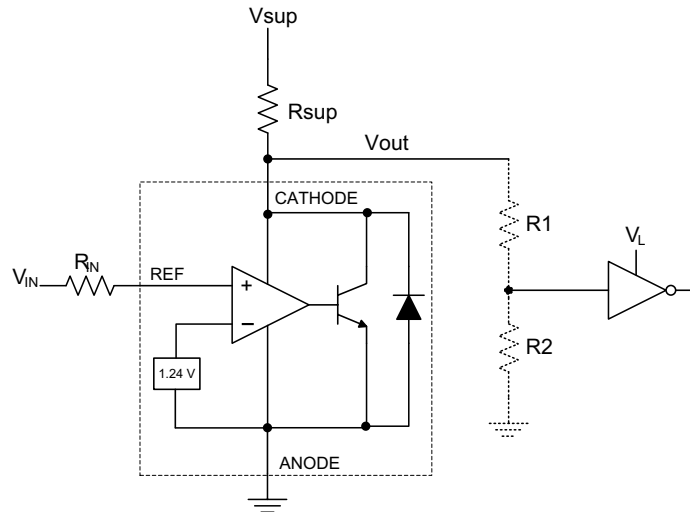 Vsup
Rsup
Vout
CATHODE
R1
VL
RIN
VIN
REF
+
−
R2
1.24 V
ANODE